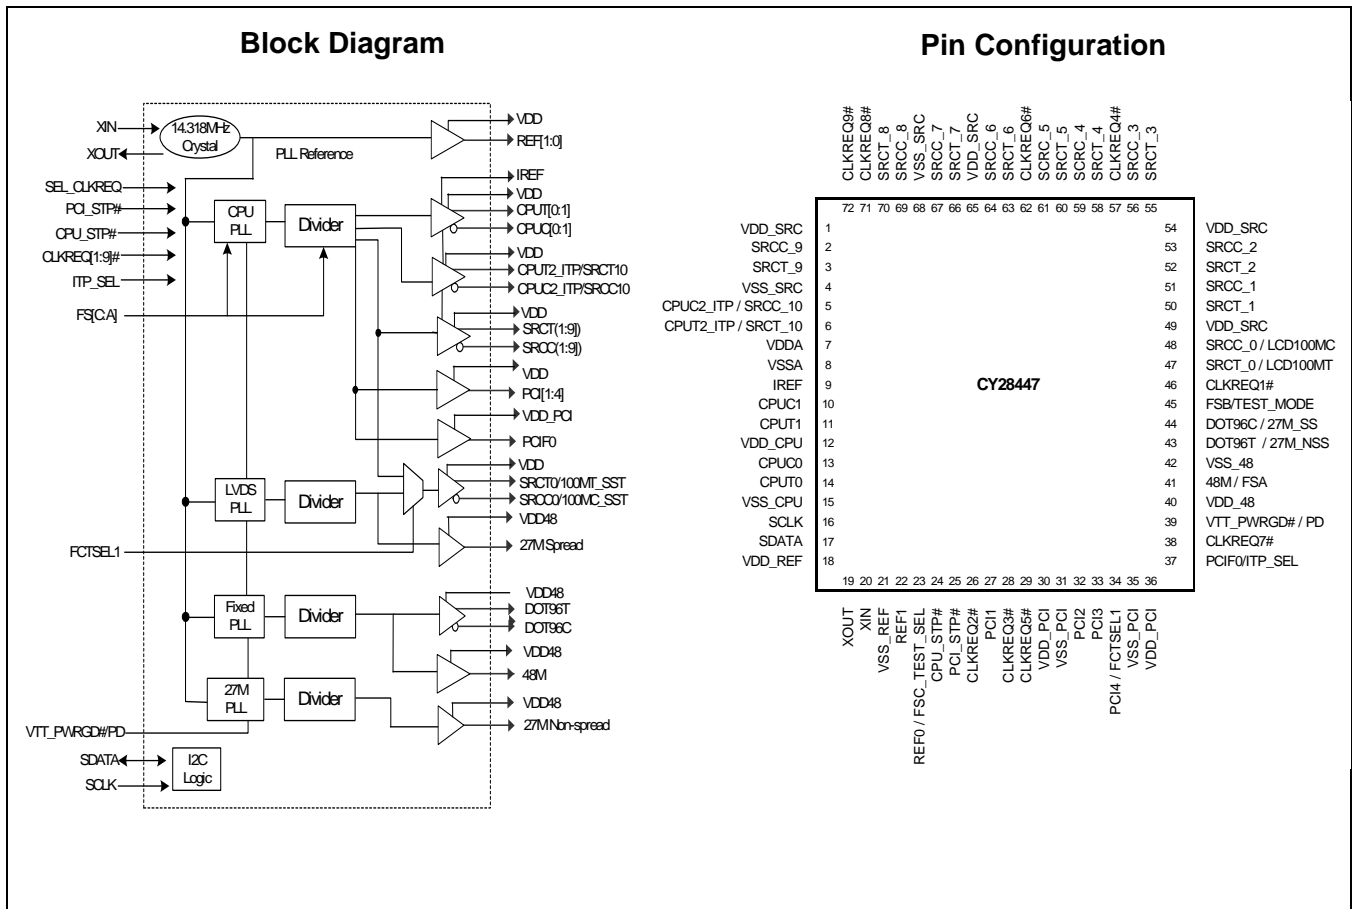 Block Diagram
XIN
XOUT
14.318MHz
Crystal
PLL Reference
VDD
REF[1:0]
SEL_CLKREQ
PCI_STP#
CPU_STP#
CLKREQ[1:9]#
ITP_SEL
FS[C.A]
CPU
PLL
Divider
IREF
VDD
CPUT[0:1]
CPUC[0:1]
VDD
CPUT2_ITP/SRCT10
CPUC2_ITP/SRCC10
VDD
SRCT(1:9])
SRCC(1:9])
VDD
PCI[1:4]
VDD_PCI
PCIF0
LVDS
PLL
Divider
VDD
SRCT0/100MT_SST
SRCC0/100MC_SST
VDD48
27M Spread
FCTSEL1
Fixed
PLL
Divider
VDD48
DOT96T
DOT96C
VDD48
48M
27M
PLL
Divider
VDD48
27M Non-spread
VTT_PWRGD#/PD
SDATA
SCLK
I2C
Logic
Pin Configuration
CLKREQ9#
CLKREQ8#
SRCT_8
SRCC_8
VSS_SRC
SRCC_7
SRCT_7
VDD_SRC
SRCC_6
SRCT_6
CLKREQ6#
SCRC_5
SRCT_5
SCRC_4
SRCT_4
CLKREQ4#
SRCC_3
SRCT_3
72 71 70 69 68 67 66 65 64 63 62 61 60 59 58 57 56 55
VDD_SRC 1
SRCC_9 2
SRCT_9 3
VSS_SRC 4
CPUC2_ITP / SRCC_10 5
CPUT2_ITP / SRCT_10 6
VDDA 7
VSSA 8
IREF 9
CPUC1 10
CPUT1 11
VDD_CPU 12
CPUC0 13
CPUT0 14
VSS_CPU 15
SCLK 16
SDATA 17
VDD_REF 18
CY28447
54 VDD_SRC
53 SRCC_2
52 SRCT_2
51 SRCC_1
50 SRCT_1
49 VDD_SRC
48 SRCC_0 / LCD100MC
47 SRCT_0 / LCD100MT
46 CLKREQ1#
45 FSB/TEST_MODE
44 DOT96C / 27M_SS
43 DOT96T / 27M_NSS
42 VSS_48
41 48M / FSA
40 VDD_48
39 VTT_PWRGD# / PD
38 CLKREQ7#
37 PCIF0/ITP_SEL
19 20 21 22 23 24 25 26 27 28 29 30 31 32 33 34 35 36
XOUT
XIN
VSS_REF
REF1
REF0 / FSC_TEST_SEL
CPU_STP#
PCI_STP#
CLKREQ2#
PCI1
CLKREQ3#
CLKREQ5#
VDD_PCI
VSS_PCI
PCI2
PCI3
PCI4 / FCTSEL1
VSS_PCI
VDD_PCI